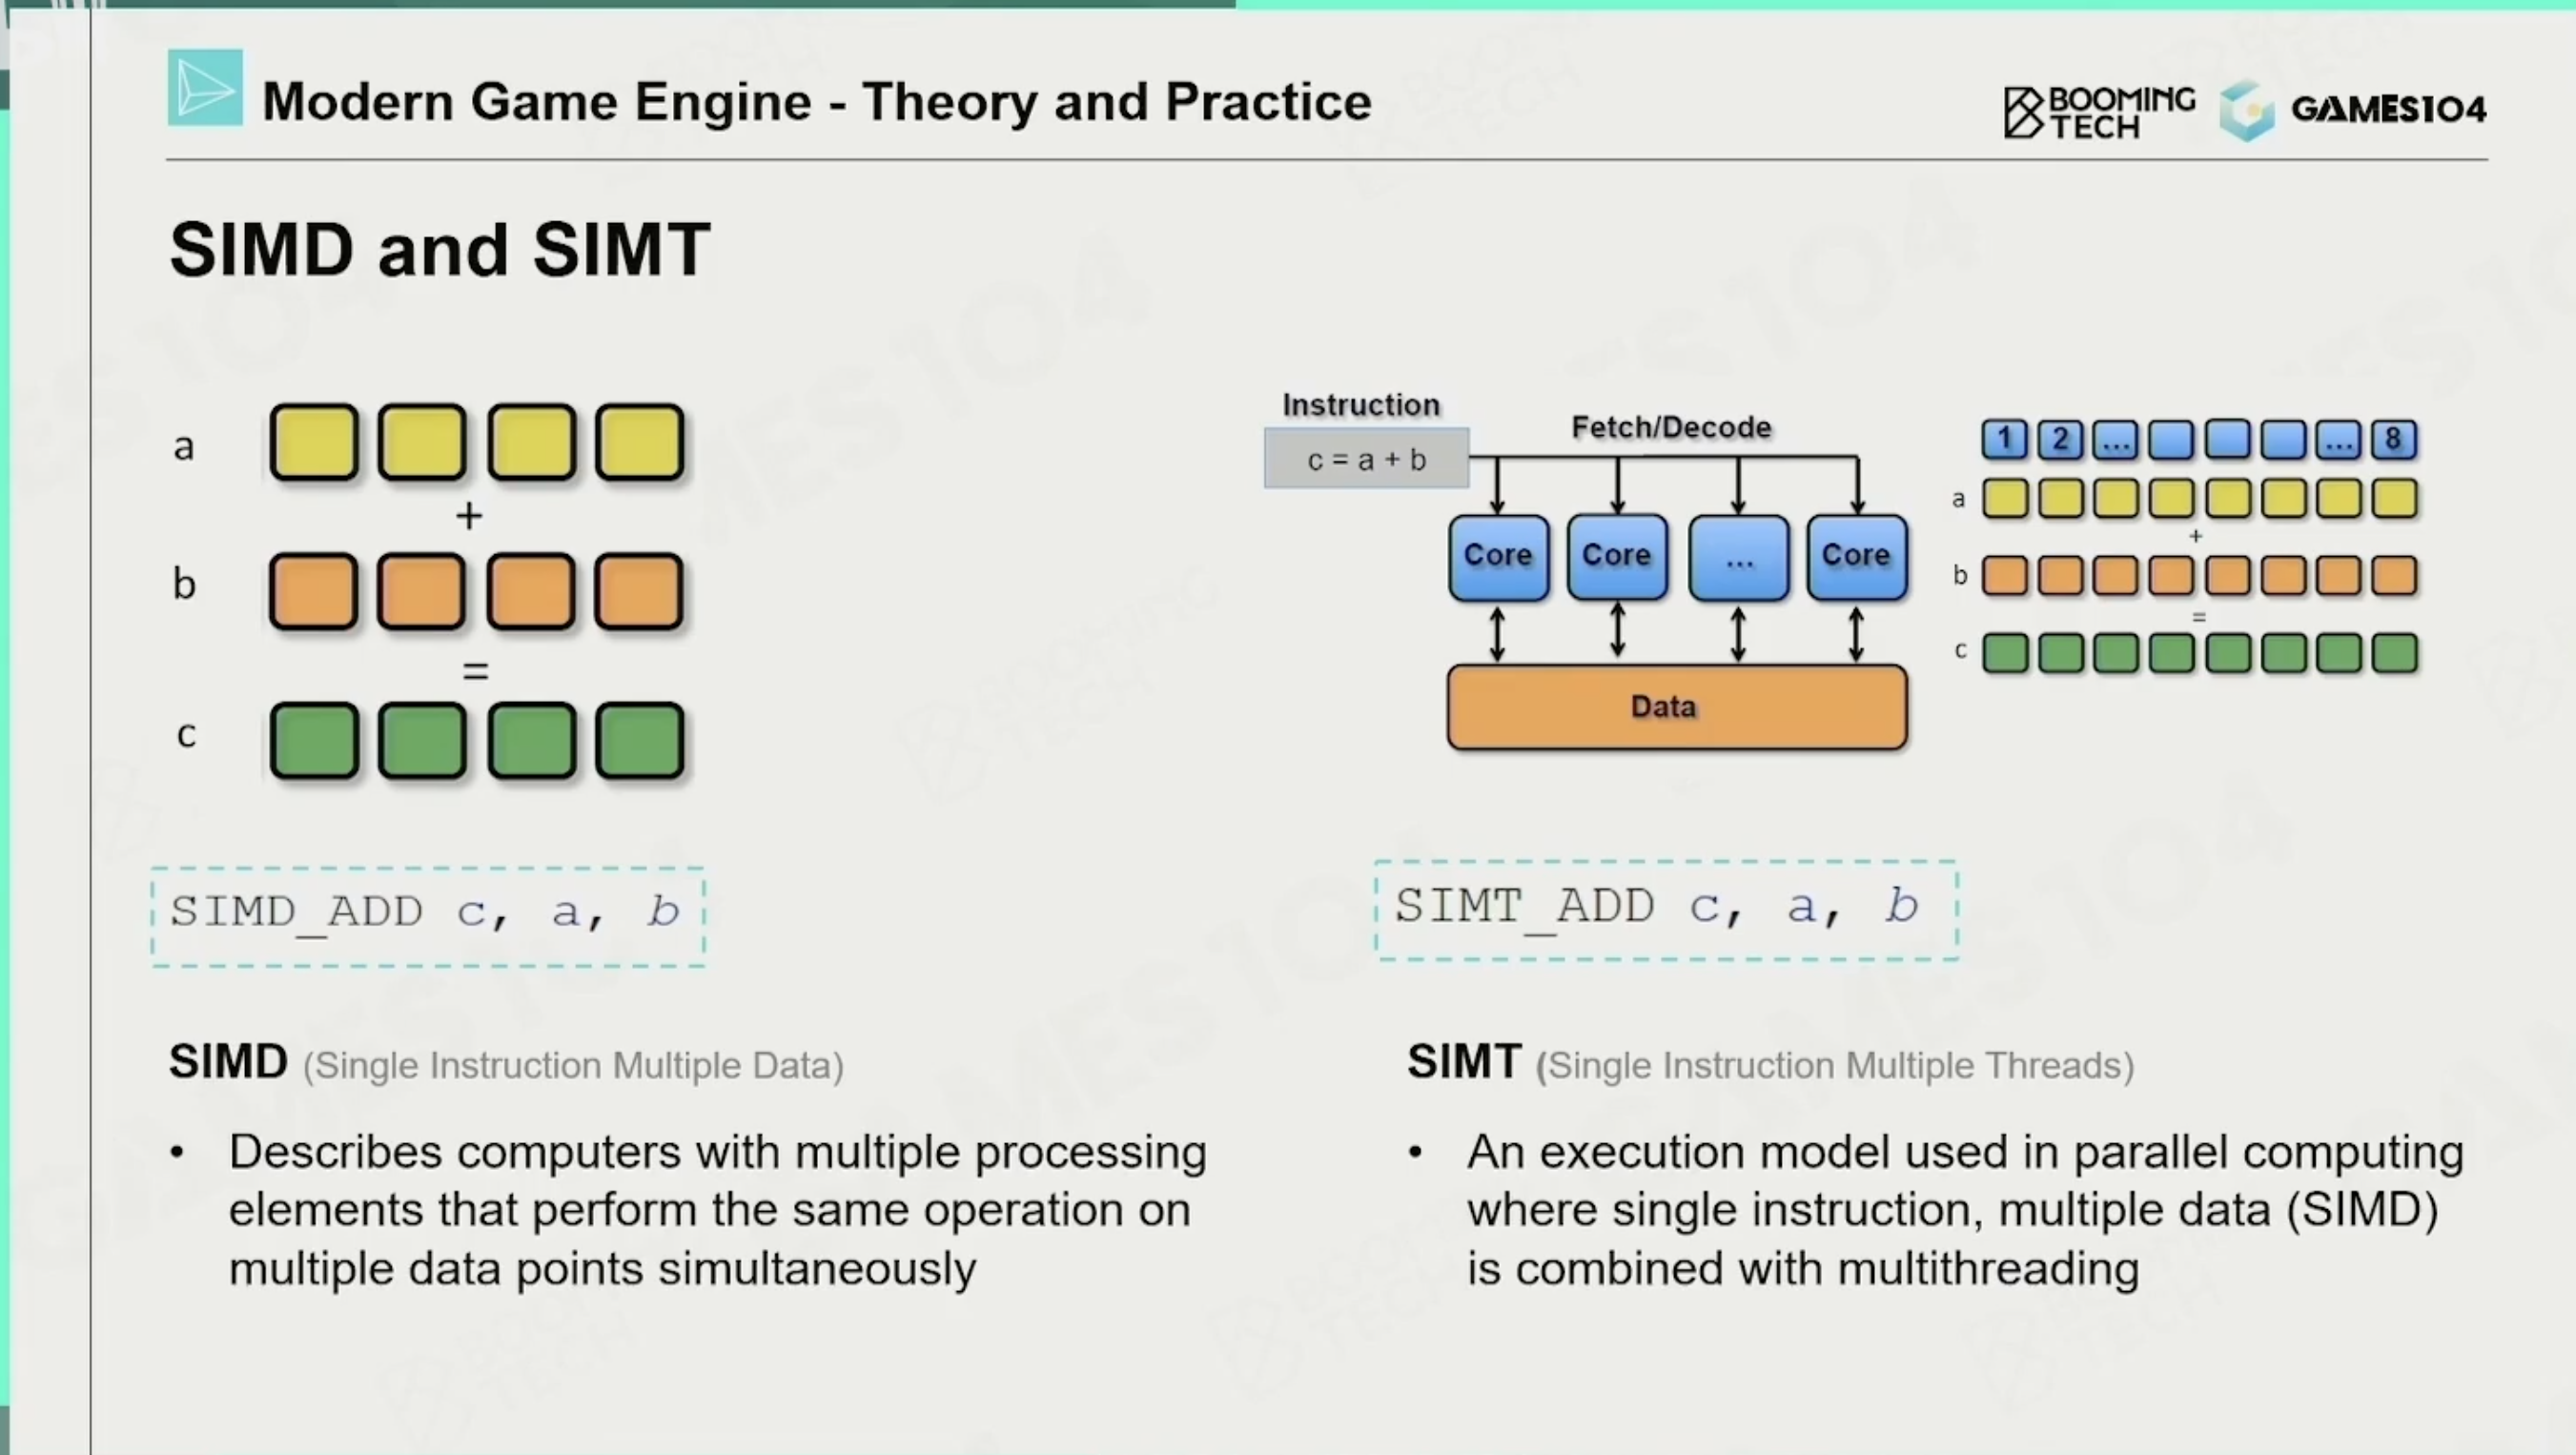 Modern Game Engine - Theory and Practice
BOOMING
TECH
GAMES104
SIMD and SIMT
a
+
b
=
c
SIMD_ADD c, a, b
SIMD (Single Instruction Multiple Data)
• Describes computers with multiple processing
elements that perform the same operation on
multiple data points simultaneously
Instruction
c = a + b
Fetch/Decode
Core Core ... Core
Data
1 2 ... ... 8
a
+
b
=
c
SIMT_ADD c, a, b
SIMT (Single Instruction Multiple Threads)
• An execution model used in parallel computing
where single instruction, multiple data (SIMD)
is combined with multithreading